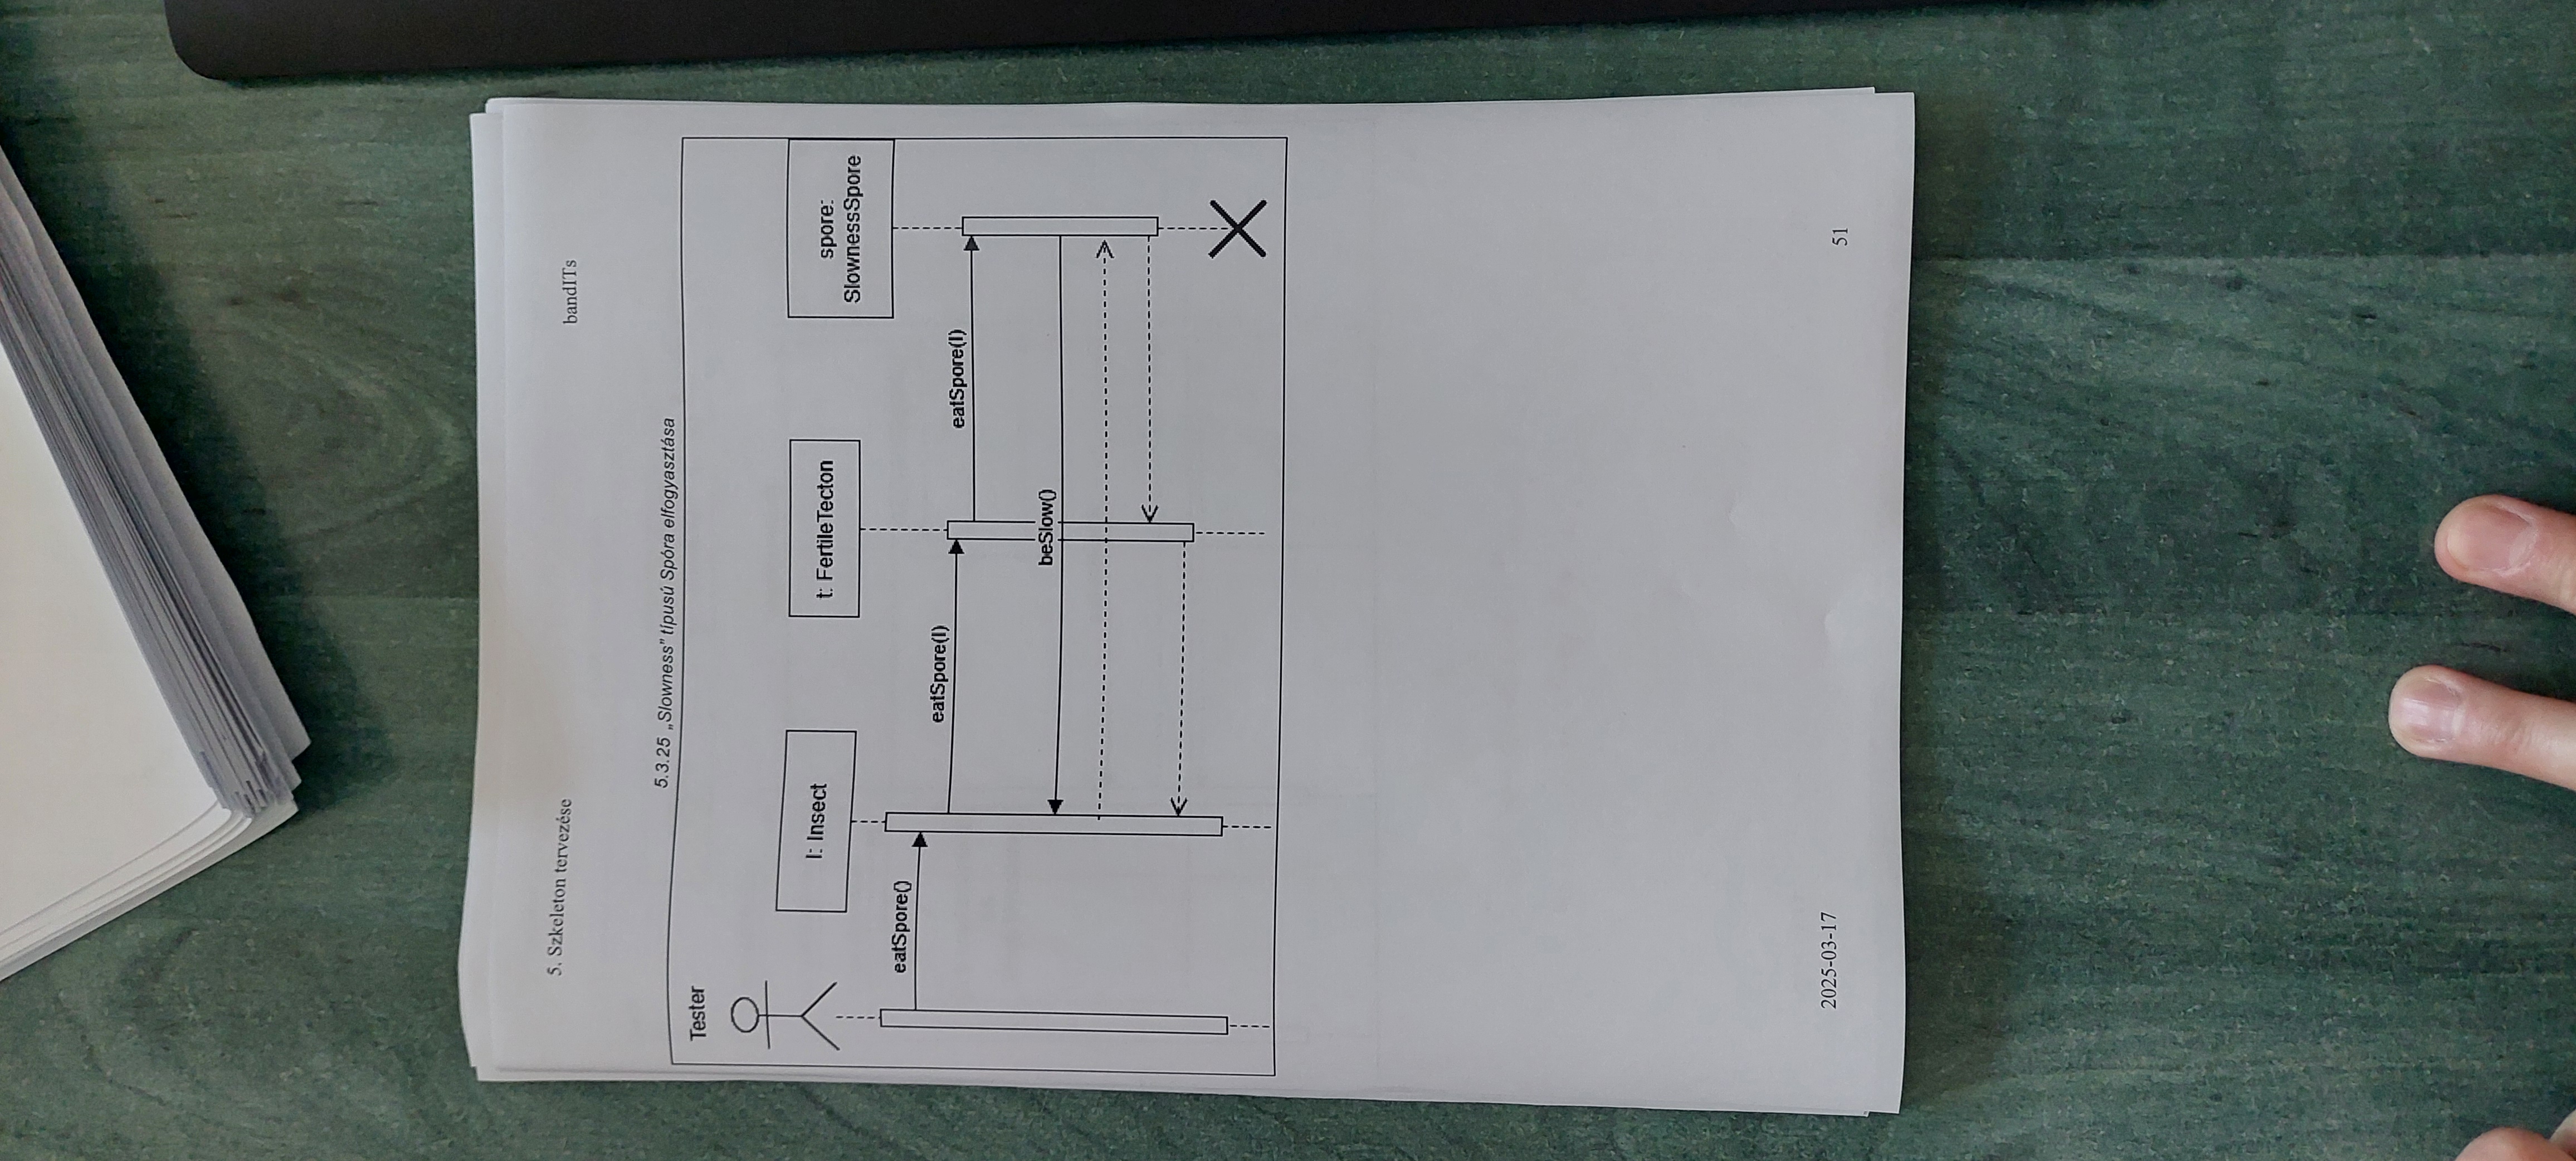 5. Szkeleton tervezése
bandITs
5.3.25 „Slowness” típusú Spóra elfogyasztása
Tester
I: Insect
t: FertileTecton
spore:
SlownessSpore
eatSpore()
eatSpore(I)
eatSpore(I)
beSlow()
2025-03-17
51